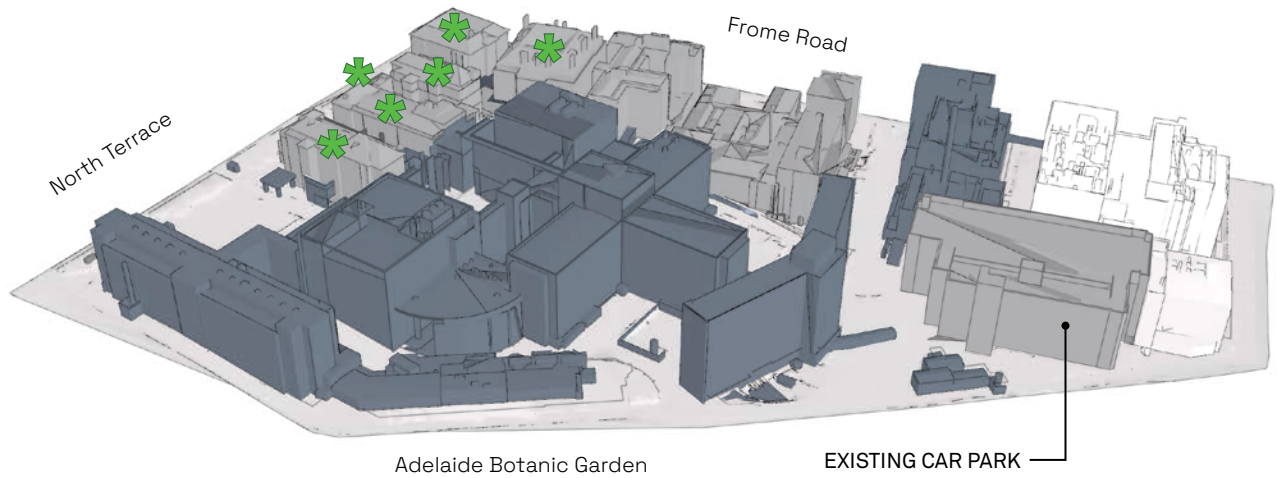 Frome Road
North Terrace
Adelaide Botanic Garden
EXISTING CAR PARK